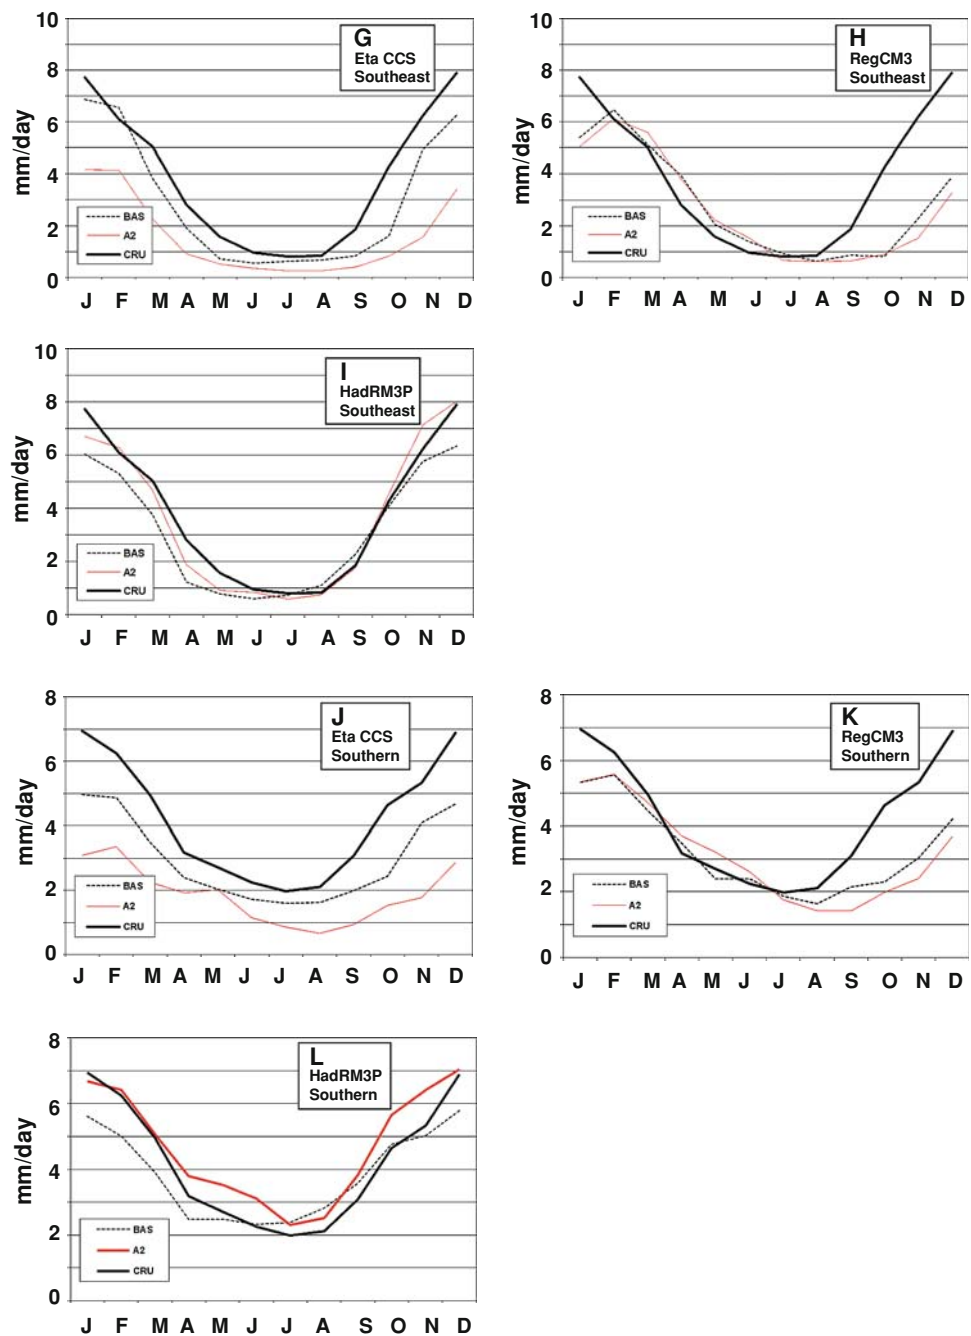 G
Eta CCS
Southeast
mm/day
10
8
6
4
2
0
BAS
A2
CRU
J F M A M J J A S O N D
H
RegCM3
Southeast
mm/day
10
8
6
4
2
0
BAS
A2
CRU
J F M A M J J A S O N D
I
HadRM3P
Southeast
mm/day
10
8
6
4
2
0
BAS
A2
CRU
J F M A M J J A S O N D
J
Eta CCS
Southern
mm/day
8
6
4
2
0
BAS
A2
CRU
J F M A M J J A S O N D
K
RegCM3
Southern
mm/day
8
6
4
2
0
BAS
A2
CRU
J F M A M J J A S O N D
L
HadRM3P
Southern
mm/day
8
6
4
2
0
BAS
A2
CRU
J F M A M J J A S O N D